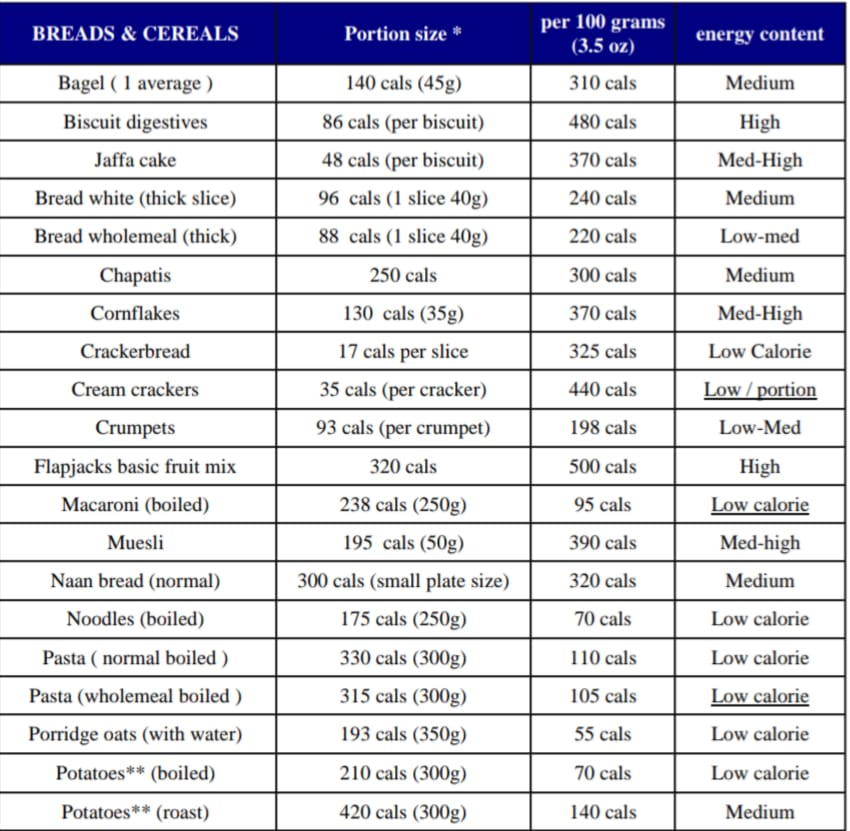 BREADS & CEREALS Portion size * per 100 grams (3.5 oz) energy content
Bagel ( 1 average ) 140 cals (45g) 310 cals Medium
Biscuit digestives 86 cals (per biscuit) 480 cals High
Jaffa cake 48 cals (per biscuit) 370 cals Med-High
Bread white (thick slice) 96 cals (1 slice 40g) 240 cals Medium
Bread wholemeal (thick) 88 cals (1 slice 40g) 220 cals Low-med
Chapatis 250 cals 300 cals Medium
Cornflakes 130 cals (35g) 370 cals Med-High
Crackerbread 17 cals per slice 325 cals Low Calorie
Cream crackers 35 cals (per cracker) 440 cals Low / portion
Crumpets 93 cals (per crumpet) 198 cals Low-Med
Flapjacks basic fruit mix 320 cals 500 cals High
Macaroni (boiled) 238 cals (250g) 95 cals Low calorie
Muesli 195 cals (50g) 390 cals Med-high
Naan bread (normal) 300 cals (small plate size) 320 cals Medium
Noodles (boiled) 175 cals (250g) 70 cals Low calorie
Pasta ( normal boiled ) 330 cals (300g) 110 cals Low calorie
Pasta (wholemeal boiled ) 315 cals (300g) 105 cals Low calorie
Porridge oats (with water) 193 cals (350g) 55 cals Low calorie
Potatoes** (boiled) 210 cals (300g) 70 cals Low calorie
Potatoes** (roast) 420 cals (300g) 140 cals Medium